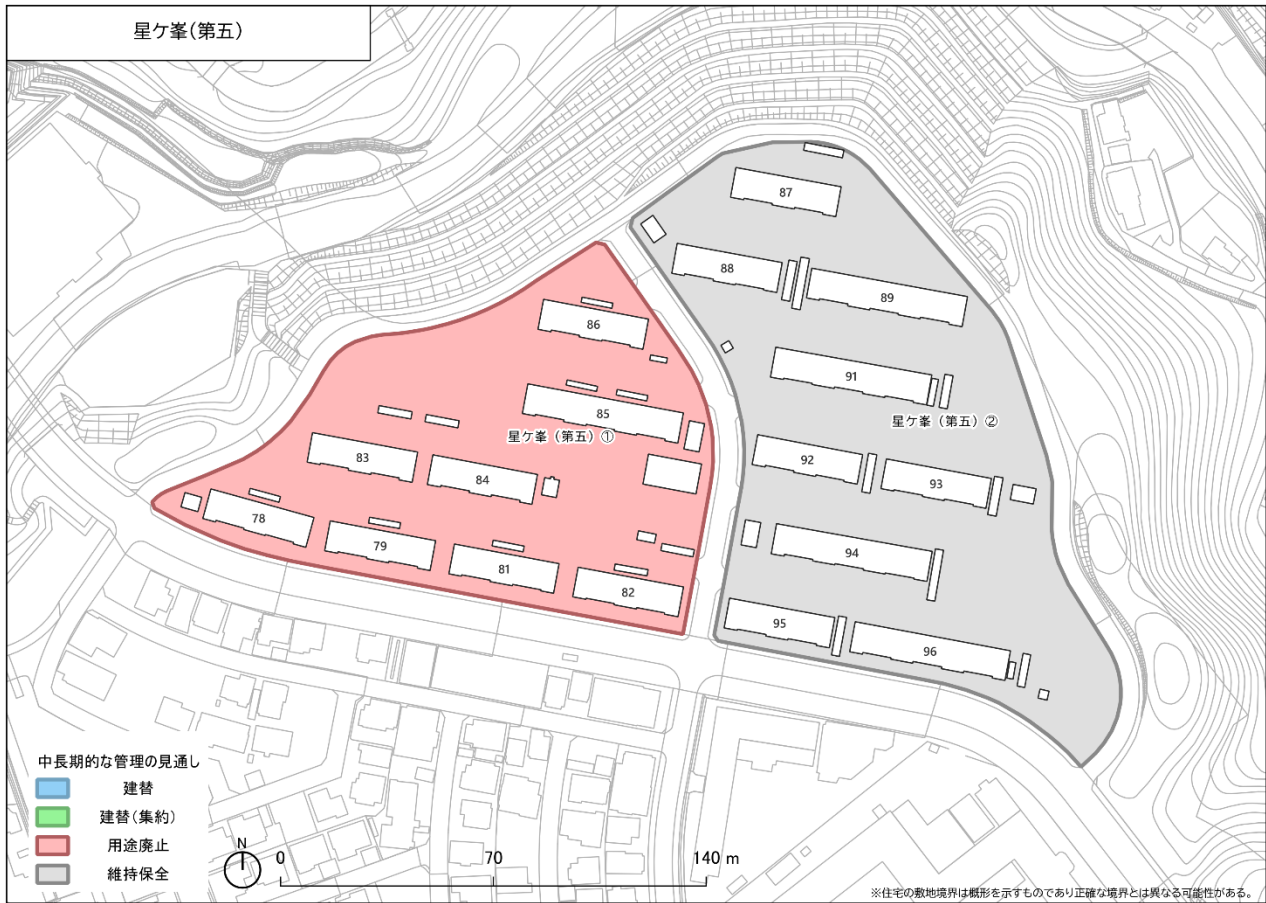 星ケ峯(第五)
87
88
89
86
91
85
星ケ峯（第五）②
星ケ峯（第五）①
83
92
84
93
78
79
94
81
82
95
96
中長期的な管理の見通し
建替
建替(集約)
用途廃止
維持保全
N
0
70
140 m
※住宅の敷地境界は概形を示すものであり正確な境界とは異なる可能性がある。